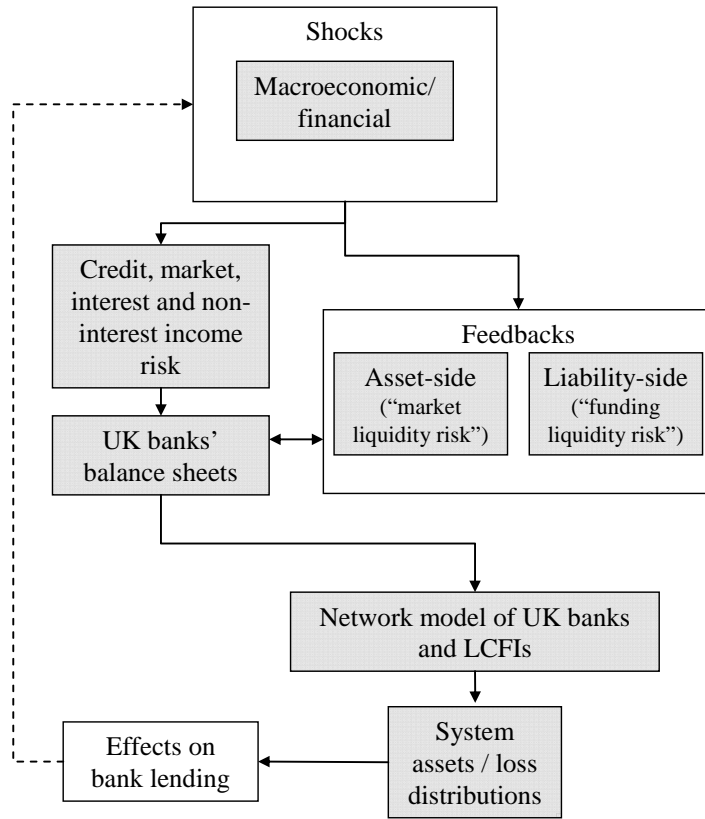 Shocks
Macroeconomic/
financial
Credit, market,
interest and non-
interest income
risk
Feedbacks
Asset-side
(“market
liquidity risk”)
Liability-side
(“funding
liquidity risk”)
UK banks’
balance sheets
Network model of UK banks
and LCFIs
System
assets / loss
distributions
Effects on
bank lending